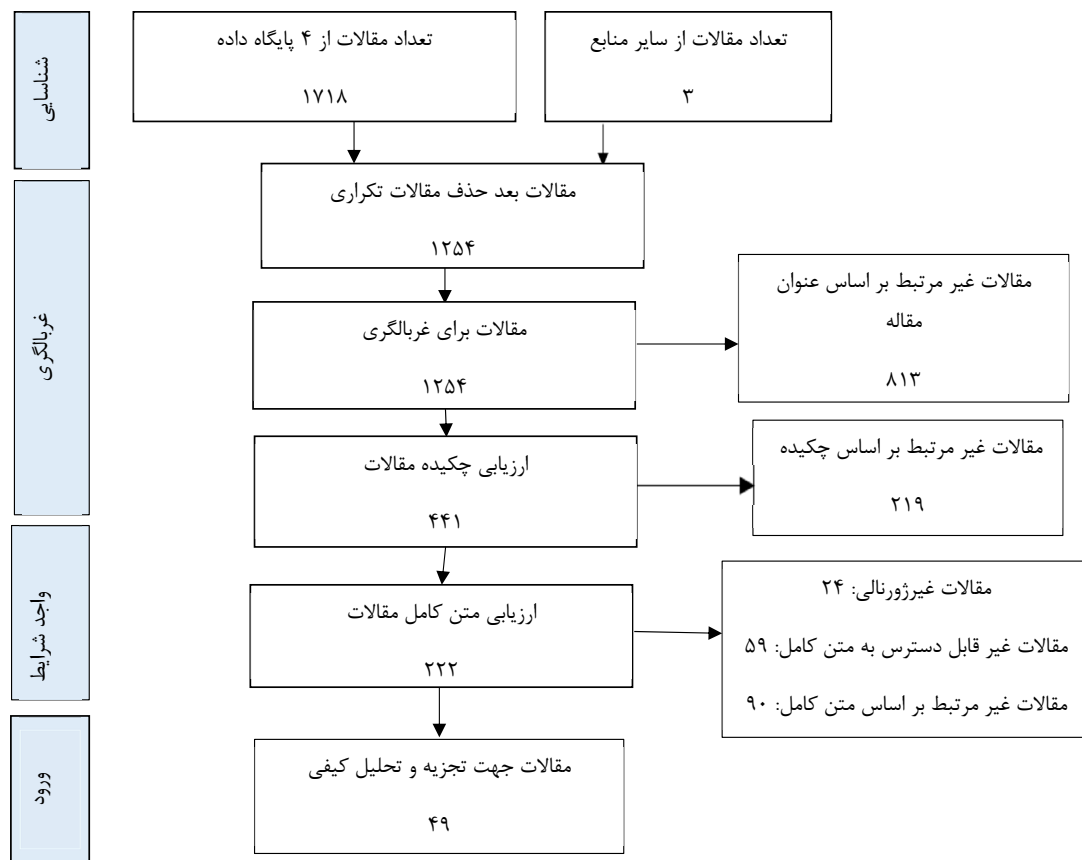 شناسایی
تعداد مقالات از ۴ پایگاه داده
۱۷۱۸
تعداد مقالات از سایر منابع
۳
غربالگری
مقالات بعد حذف مقالات تکراری
۱۲۵۴
مقالات برای غربالگری
۱۲۵۴
مقالات غیر مرتبط بر اساس عنوان
مقاله
۸۱۳
ارزیابی چکیده مقالات
۴۴۱
مقالات غیر مرتبط بر اساس چکیده
۲۱۹
واجد شرایط
ارزیابی متن کامل مقالات
۲۲۲
مقالات غیرژورنالی: ۲۴
مقالات غیر قابل دسترس به متن کامل: ۵۹
مقالات غیر مرتبط بر اساس متن کامل: ۹۰
ورود
مقالات جهت تجزیه و تحلیل کیفی
۴۹